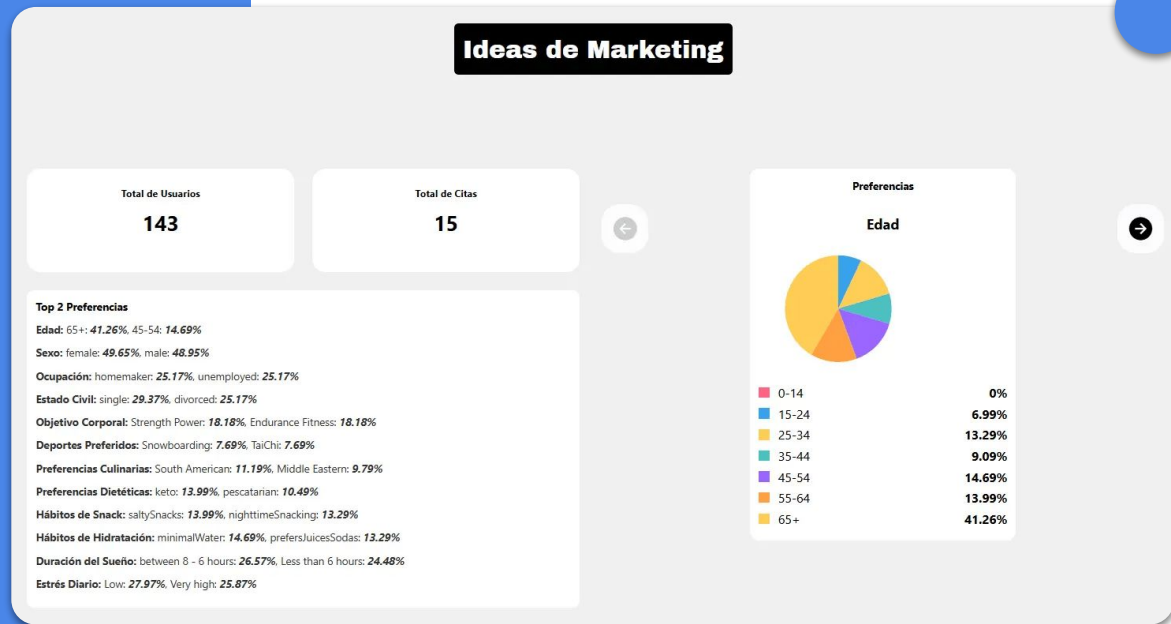 Ideas de Marketing
Total de Usuarios
143
Total de Citas
15
Top 2 Preferencias
Edad: 65+: 41.26%, 45-54: 14.69%
Sexo: female: 49.65%, male: 48.95%
Ocupación: homemaker: 25.17%, unemployed: 25.17%
Estado Civil: single: 29.37%, divorced: 25.17%
Objetivo Corporal: Strength Power: 18.18%, Endurance Fitness: 18.18%
Deportes Preferidos: Snowboarding: 7.69%, TaiChi: 7.69%
Preferencias Culinarias: South American: 11.19%, Middle Eastern: 9.79%
Preferencias Dietéticas: keto: 13.99%, pescatarian: 10.49%
Hábitos de Snack: saltySnacks: 13.99%, nighttimeSnacking: 13.29%
Hábitos de Hidratación: minimalWater: 14.69%, prefersJuicesSodas: 13.29%
Duración del Sueño: between 8 - 6 hours: 26.57%, Less than 6 hours: 24.48%
Estrés Diario: Low: 27.97%, Very high: 25.87%
Preferencias
Edad
0-14 0%
15-24 6.99%
25-34 13.29%
35-44 9.09%
45-54 14.69%
55-64 13.99%
65+ 41.26%